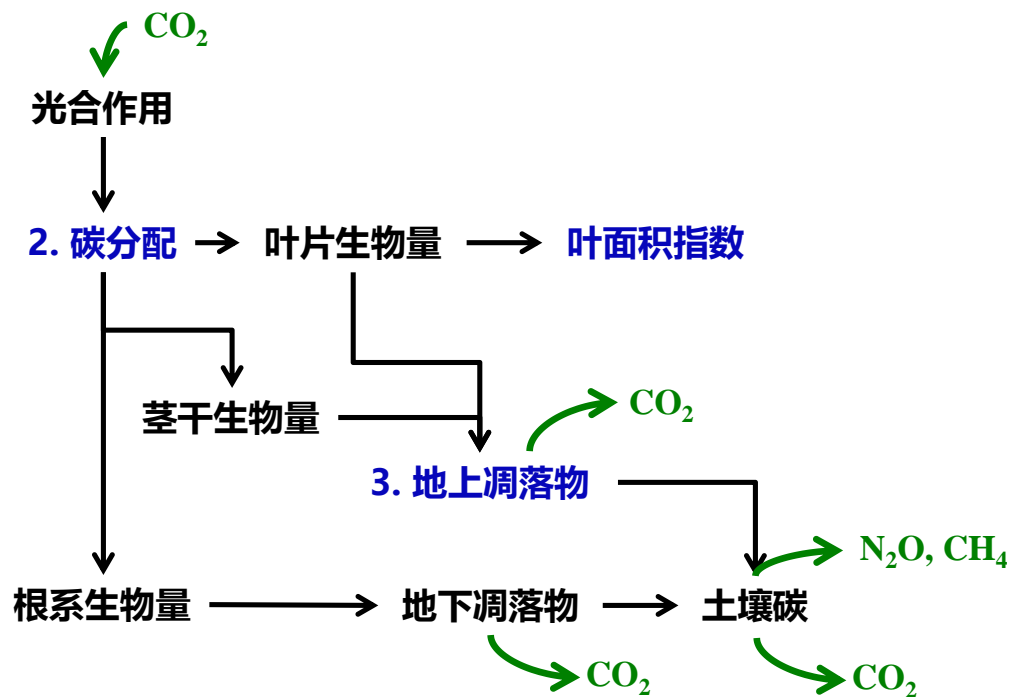 CO₂
光合作用
2. 碳分配
叶片生物量
叶面积指数
茎干生物量
CO₂
3. 地上凋落物
N₂O, CH₄
根系生物量
地下凋落物
土壤碳
CO₂
CO₂